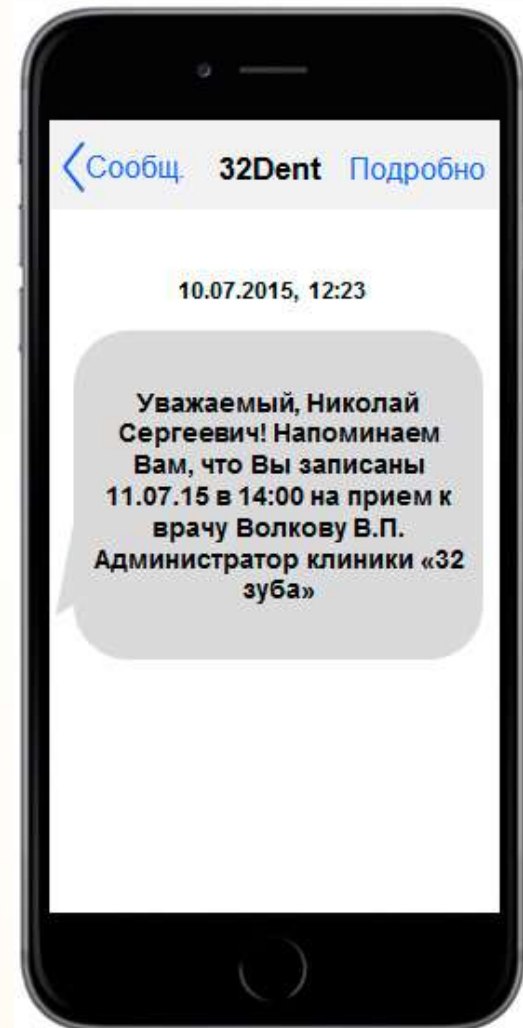 Сообщ. 32Dent Подробно
10.07.2015, 12:23
Уважаемый, Николай
Сергеевич! Напоминаем
Вам, что Вы записаны
11.07.15 в 14:00 на прием к
врачу Волкову В.П.
Администратор клиники «32
зуба»